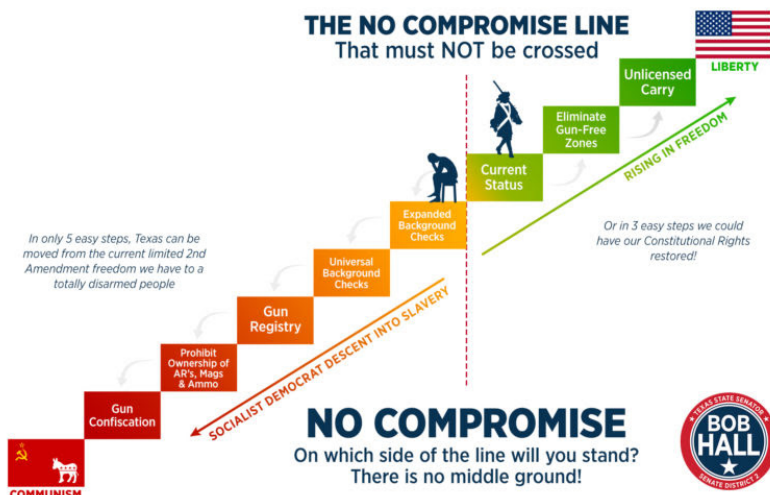 THE NO COMPROMISE LINE
That must NOT be crossed
LIBERTY
Unlicensed
Carry
Eliminate
Gun-Free
Zones
Current
Status
RISING IN FREEDOM
Expanded
Background
Checks
Universal
Background
Checks
Gun
Registry
Prohibit
Ownership of
AR's, Mags
& Ammo
Gun
Confiscation
COMMUNISM
SOCIALIST DEMOCRAT DESCENT INTO SLAVERY
In only 5 easy steps, Texas can be
moved from the current limited 2nd
Amendment freedom we have to a
totally disarmed people
Or in 3 easy steps we could
have our Constitutional Rights
restored!
NO COMPROMISE
On which side of the line will you stand?
There is no middle ground!
TEXAS STATE SENATOR
BOB
HALL
SENATE DISTRICT 2